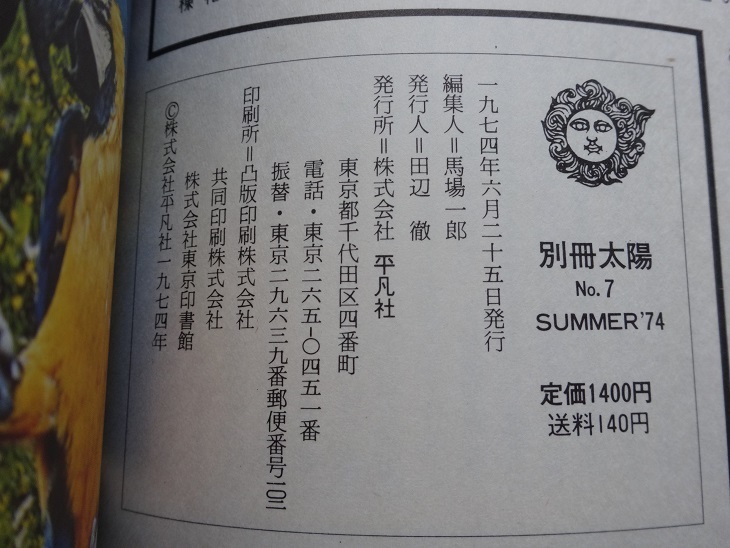 別冊太陽
No.7
SUMMER'74
定価1400円
送料140円
一九七四年六月二十五日発行
編集人＝馬場一郎
発行人＝田辺　徹
発行所＝株式会社 平凡社
東京都千代田区四番町
電話・東京二六五-〇四五一番
振替・東京二九六三九番郵便番号一〇二
印刷所＝凸版印刷株式会社
共同印刷株式会社
株式会社東京印書館
©株式会社平凡社一九七四年